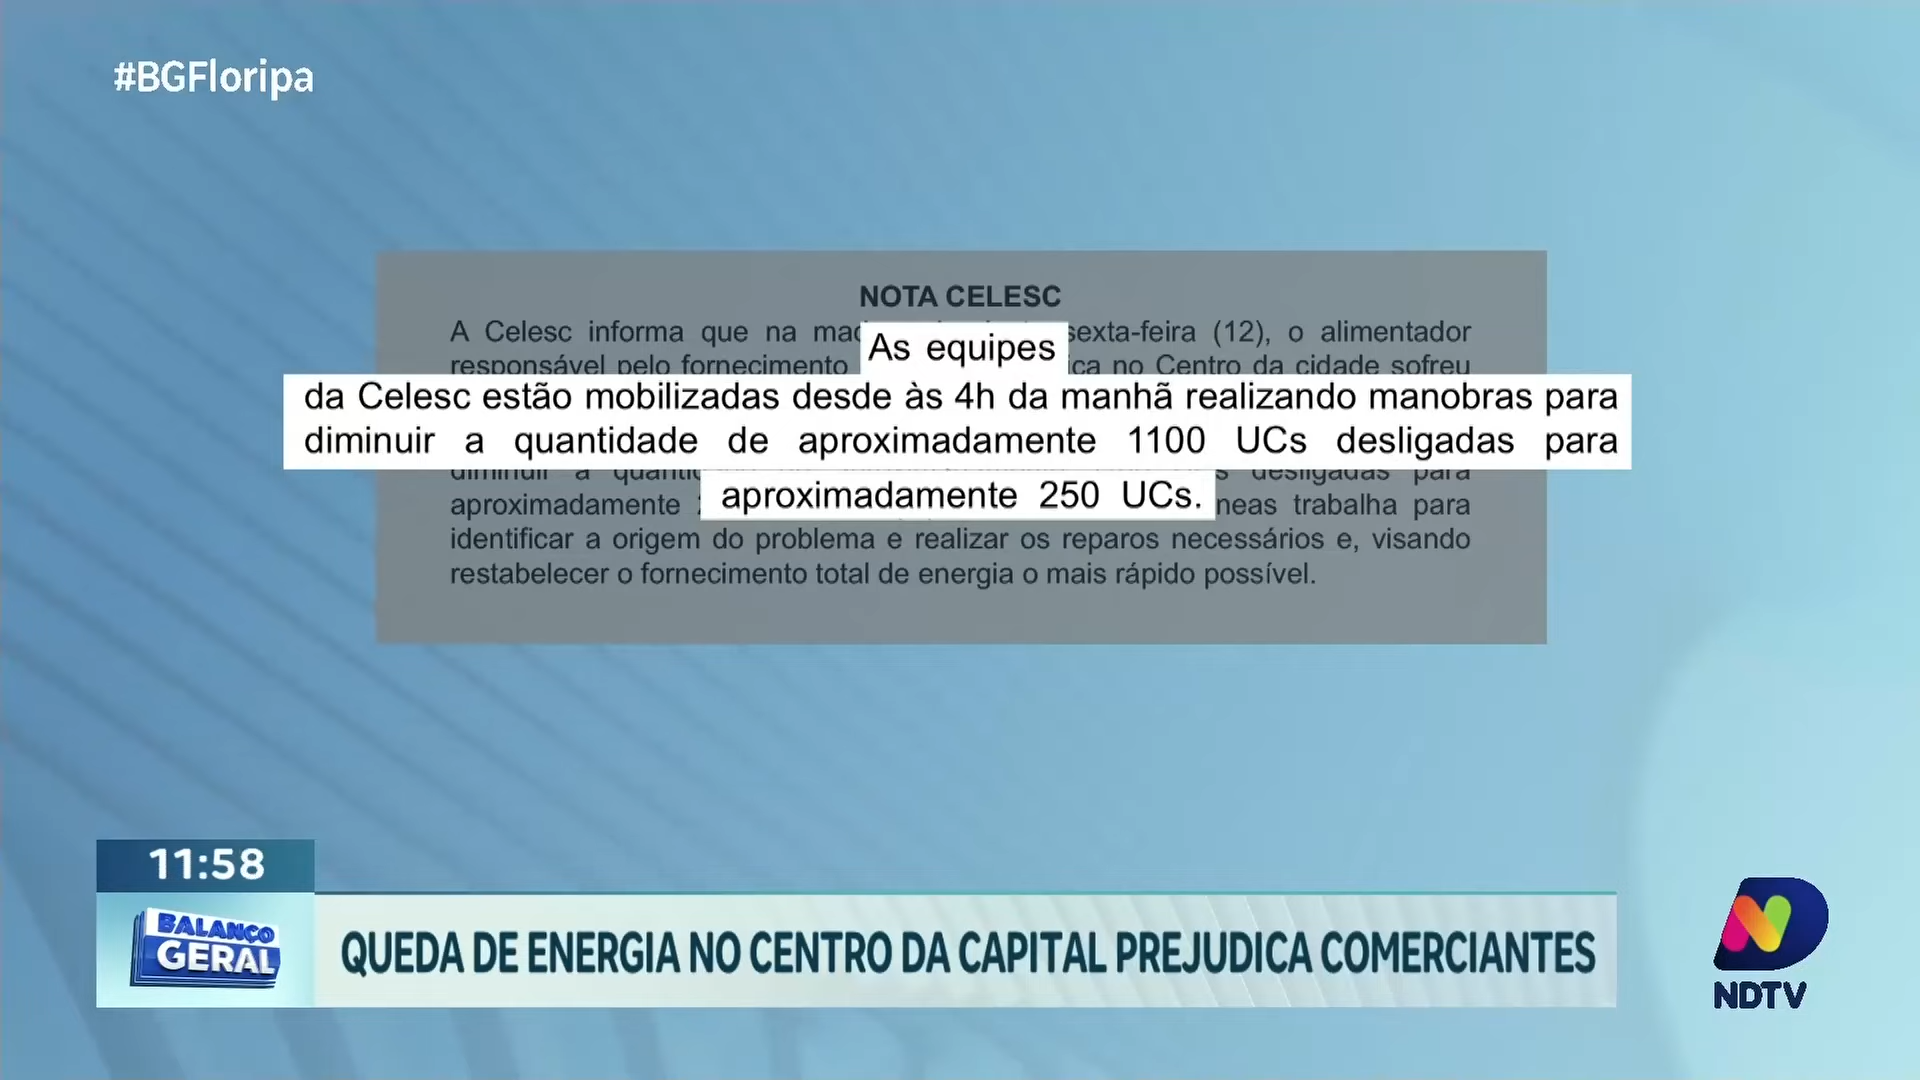 #BGFloripa
NOTA CELESC
A Celesc informa que na sexta-feira (12), o alimentador
responsável pelo fornecimento no Centro da cidade sofreu
As equipes
da Celesc estão mobilizadas desde às 4h da manhã realizando manobras para
diminuir a quantidade de aproximadamente 1100 UCs desligadas para
aproximadamente 250 UCs.
diminuir a desligadas para
aproximadamente trabalha para
identificar a origem do problema e realizar os reparos necessários e, visando
restabelecer o fornecimento total de energia o mais rápido possível.
11:58
BALANÇO
GERAL
QUEDA DE ENERGIA NO CENTRO DA CAPITAL PREJUDICA COMERCIANTES
NDTV